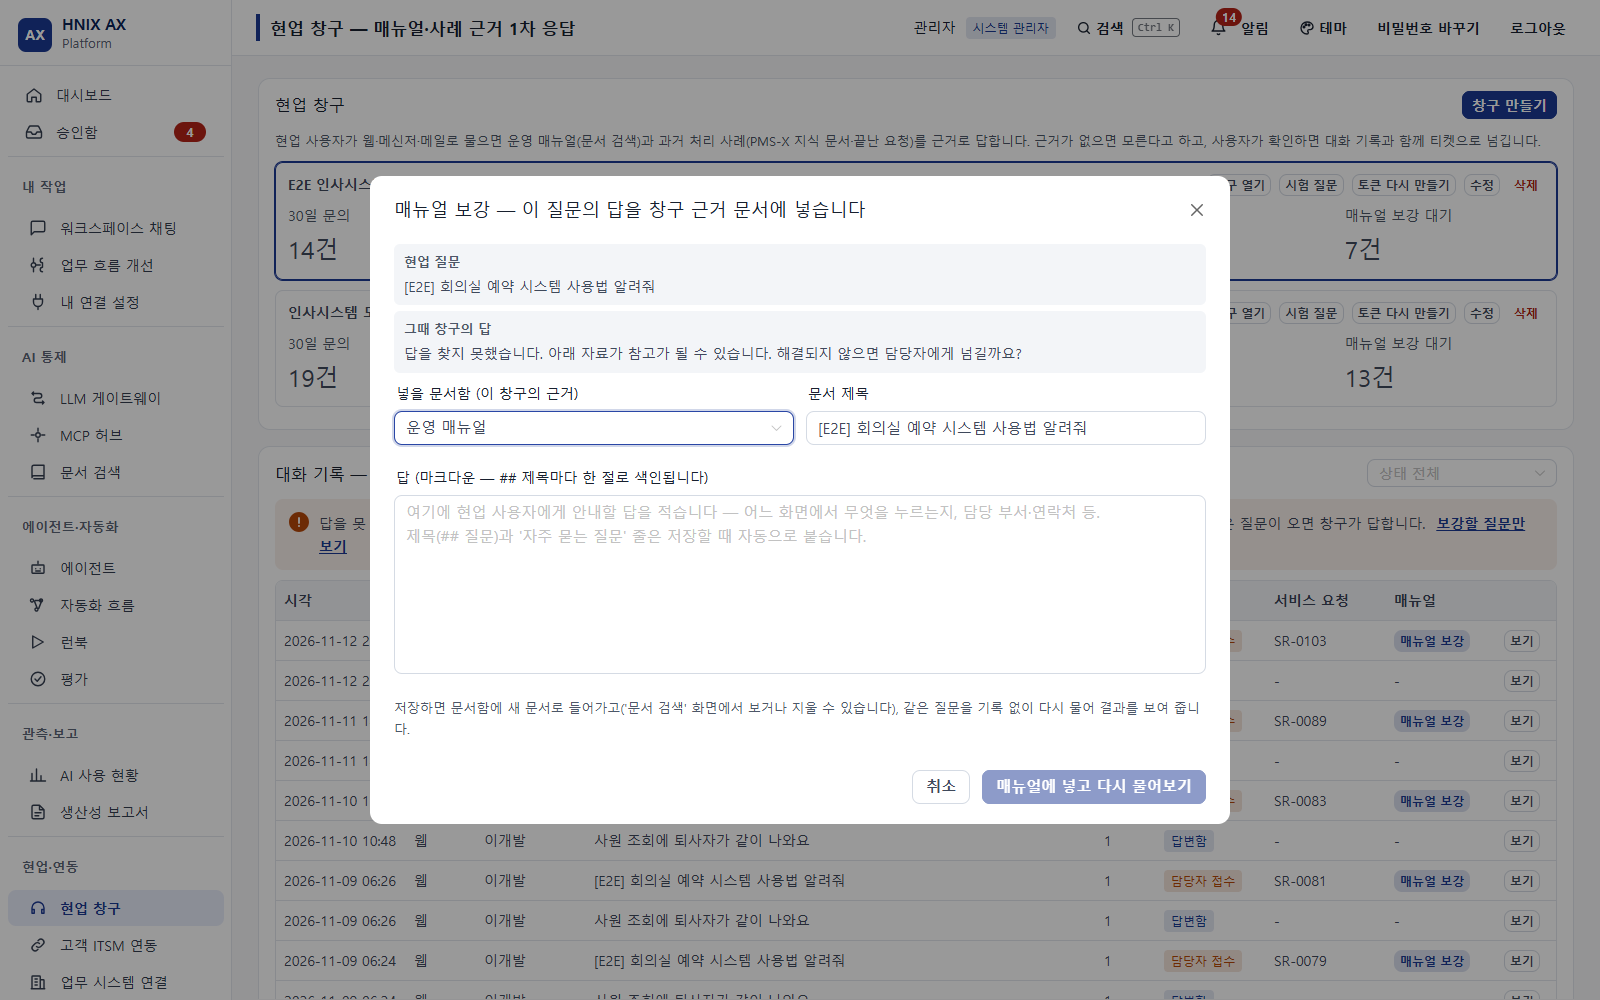 AX
HNIX AX
Platform
대시보드
승인함
4
내 작업
워크스페이스 채팅
업무 흐름 개선
내 연결 설정
AI 통제
LLM 게이트웨이
MCP 허브
문서 검색
에이전트·자동화
에이전트
자동화 흐름
런북
평가
관측·보고
AI 사용 현황
생산성 보고서
현업·연동
현업 창구
고객 ITSM 연동
업무 시스템 연결
현업 창구 — 매뉴얼·사례 근거 1차 응답
관리자
시스템 관리자
검색
Ctrl K
14
알림
테마
비밀번호 바꾸기
로그아웃
현업 창구
창구 만들기
현업 사용자가 웹·메신저·메일로 물으면 운영 매뉴얼(문서 검색)과 과거 처리 사례(PMS-X 지식 문서·끝난 요청)를 근거로 답합니다. 근거가 없으면 모른다고 하고, 사용자가 확인하면 대화 기록과 함께 티켓으로 넘깁니다.
E2E 인사시스
열기
시험 질문
토큰 다시 만들기
수정
삭제
30일 문의
14건
매뉴얼 보강 대기
7건
인사시스템
열기
시험 질문
토큰 다시 만들기
수정
삭제
30일 문의
19건
매뉴얼 보강 대기
13건
매뉴얼 보강 — 이 질문의 답을 창구 근거 문서에 넣습니다
현업 질문
[E2E] 회의실 예약 시스템 사용법 알려줘
그때 창구의 답
답을 찾지 못했습니다. 아래 자료가 참고가 될 수 있습니다. 해결되지 않으면 담당자에게 넘길까요?
넣을 문서함 (이 창구의 근거)
운영 매뉴얼
문서 제목
[E2E] 회의실 예약 시스템 사용법 알려줘
답 (마크다운 — ## 제목마다 한 절로 색인됩니다)
여기에 현업 사용자에게 안내할 답을 적습니다 — 어느 화면에서 무엇을 누르는지, 담당 부서·연락처 등.
제목(## 질문)과 '자주 묻는 질문' 줄은 저장할 때 자동으로 붙습니다.
저장하면 문서함에 새 문서로 들어가고('문서 검색' 화면에서 보거나 지울 수 있습니다), 같은 질문을 기록 없이 다시 물어 결과를 보여 줍니
다.
취소
매뉴얼에 넣고 다시 물어보기
대화 기록 —
상태 전체
답을 못
질문이 오면 창구가 답합니다. 보강할 질문만
보기
시각
서비스 요청
매뉴얼
2026-11-12 2
SR-0103
매뉴얼 보강
보기
2026-11-12 2
-
-
보기
2026-11-11 1
SR-0089
매뉴얼 보강
보기
2026-11-11 1
-
-
보기
2026-11-10 1
SR-0083
매뉴얼 보강
보기
2026-11-10 10:48 웹 이개발 사원 조회에 퇴사자가 같이 나와요 1 답변함 - - 보기
2026-11-09 06:26 웹 이개발 [E2E] 회의실 예약 시스템 사용법 알려줘 1 담당자 접수 SR-0081 매뉴얼 보강 보기
2026-11-09 06:26 웹 이개발 사원 조회에 퇴사자가 같이 나와요 1 답변함 - - 보기
2026-11-09 06:24 웹 이개발 [E2E] 회의실 예약 시스템 사용법 알려줘 1 담당자 접수 SR-0079 매뉴얼 보강 보기